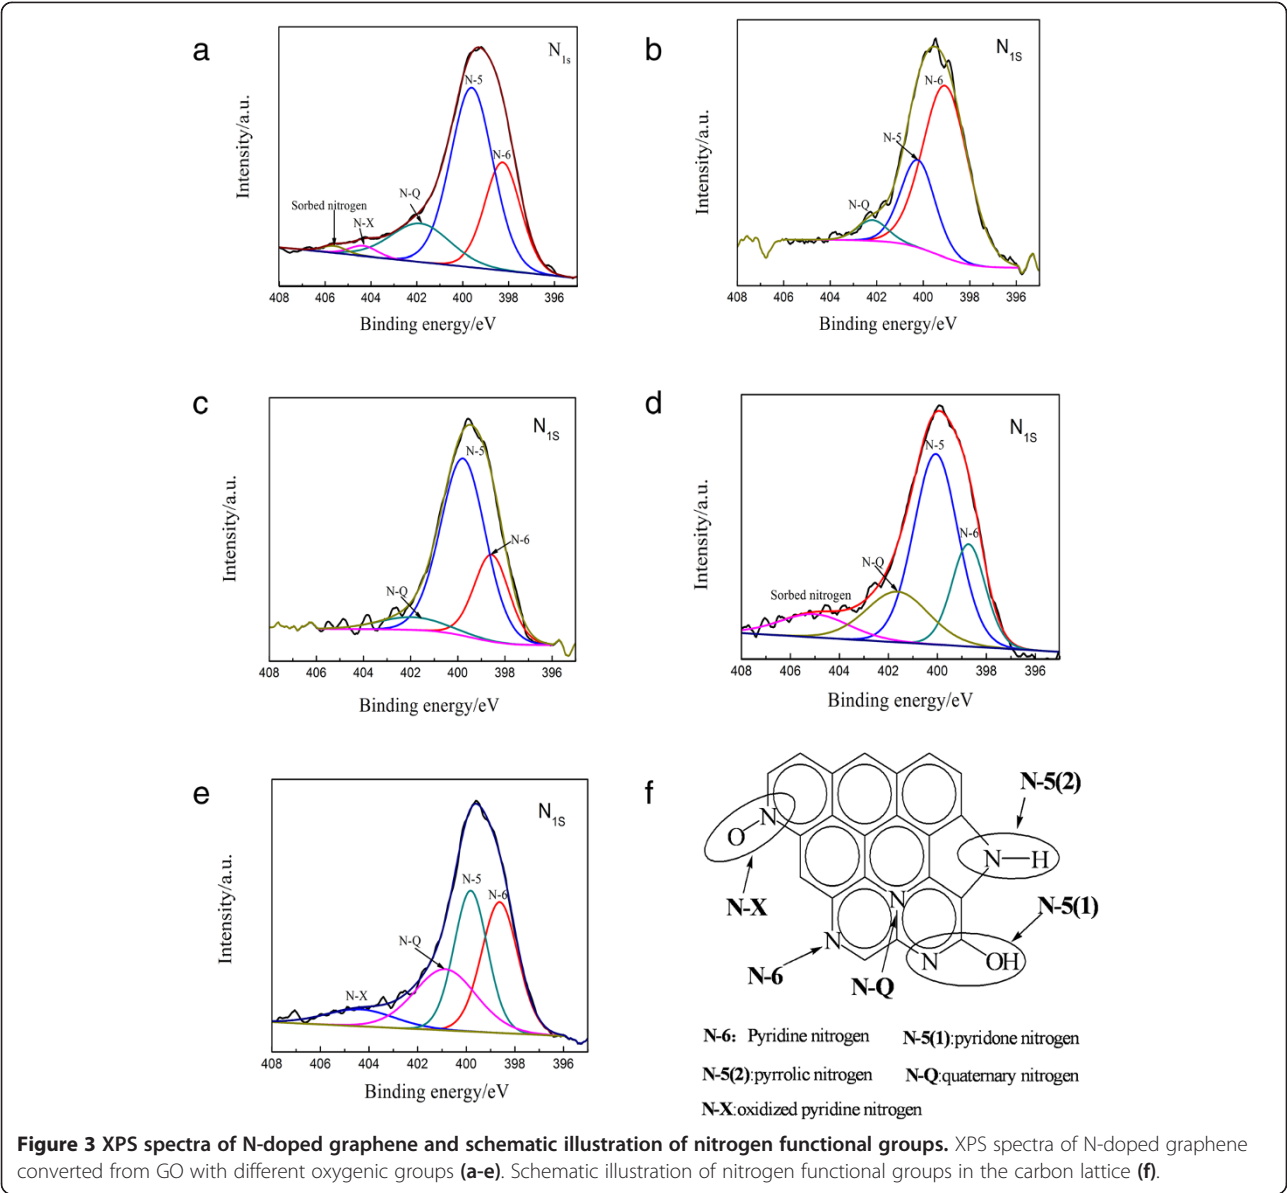 a
N1s
N-5
N-6
N-Q
Sorbed nitrogen
N-X
Intensity/a.u.
408 406 404 402 400 398 396
Binding energy/eV
b
N1S
N-6
N-5
N-Q
Intensity/a.u.
408 406 404 402 400 398 396
Binding energy/eV
c
N1S
N-5
N-6
N-Q
Intensity/a.u.
408 406 404 402 400 398 396
Binding energy/eV
d
N1S
N-5
N-6
N-Q
Sorbed nitrogen
Intensity/a.u.
408 406 404 402 400 398 396
Binding energy/eV
e
N1S
N-5
N-6
N-Q
N-X
Intensity/a.u.
408 406 404 402 400 398 396
Binding energy/eV
f
N-5(2)
N
O
N—H
N-X
N
N-5(1)
N
N
OH
N-6
N-Q
N-6: Pyridine nitrogen N-5(1):pyridone nitrogen
N-5(2):pyrrolic nitrogen N-Q:quaternary nitrogen
N-X:oxidized pyridine nitrogen
Figure 3 XPS spectra of N-doped graphene and schematic illustration of nitrogen functional groups. XPS spectra of N-doped graphene
converted from GO with different oxygenic groups (a-e). Schematic illustration of nitrogen functional groups in the carbon lattice (f).